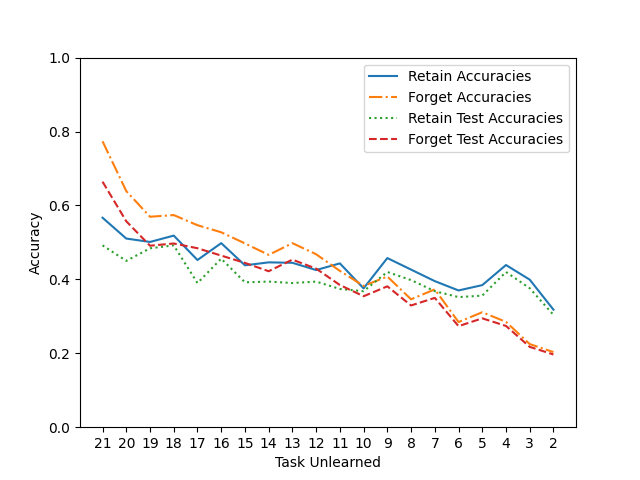 Retain Accuracies
Forget Accuracies
Retain Test Accuracies
Forget Test Accuracies
Accuracy
1.0
0.8
0.6
0.4
0.2
0.0
21 20 19 18 17 16 15 14 13 12 11 10 9 8 7 6 5 4 3 2
Task Unlearned